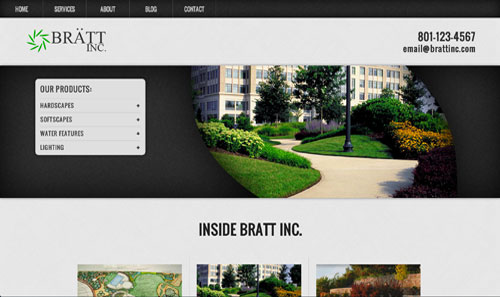 HOME SERVICES ABOUT BLOG CONTACT
BRÄTT
INC.
801-123-4567
email@brattinc.com
OUR PRODUCTS:
HARDSCAPES +
SOFTSCAPES +
WATER FEATURES +
LIGHTING +
INSIDE BRATT INC.